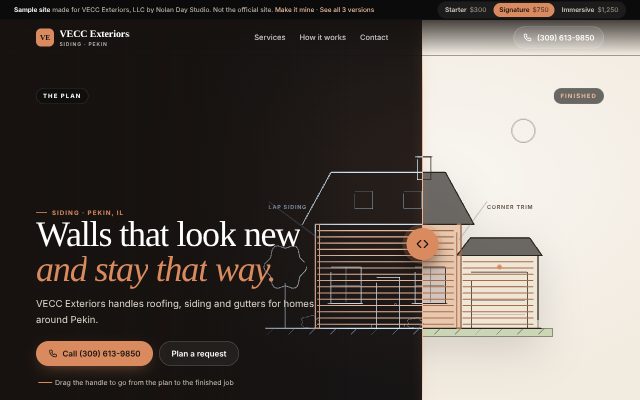 Sample site made for VECC Exteriors, LLC by Nolan Day Studio. Not the official site. Make it mine · See all 3 versions
Starter $300 Signature $750 Immersive $1,250
VE VECC Exteriors
SIDING · PEKIN
Services How it works Contact
(309) 613-9850
THE PLAN
FINISHED
LAP SIDING
CORNER TRIM
SIDING · PEKIN, IL
Walls that look new
and stay that way.
VECC Exteriors handles roofing, siding and gutters for homes
around Pekin.
Call (309) 613-9850 Plan a request
Drag the handle to go from the plan to the finished job